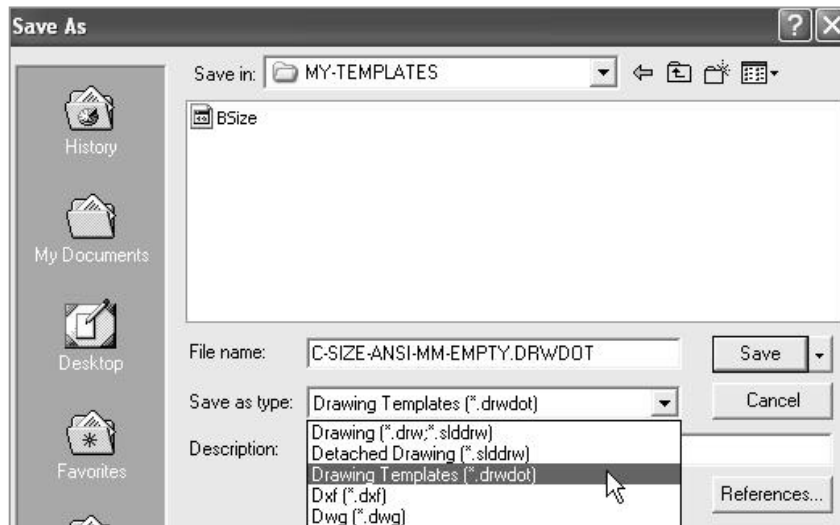 Save As
Save in: MY-TEMPLATES
BSize
History
My Documents
Desktop
Favorites
File name: C-SIZE-ANSI-MM-EMPTY.DRWDOT Save
Save as type: Drawing Templates (*.drwdot) Cancel
Description:
Drawing (*.drw;*.slddrw)
Detached Drawing (*.slddrw)
Drawing Templates (*.drwdot)
Dxf (*.dxf)
Dwg (*.dwg)
References...